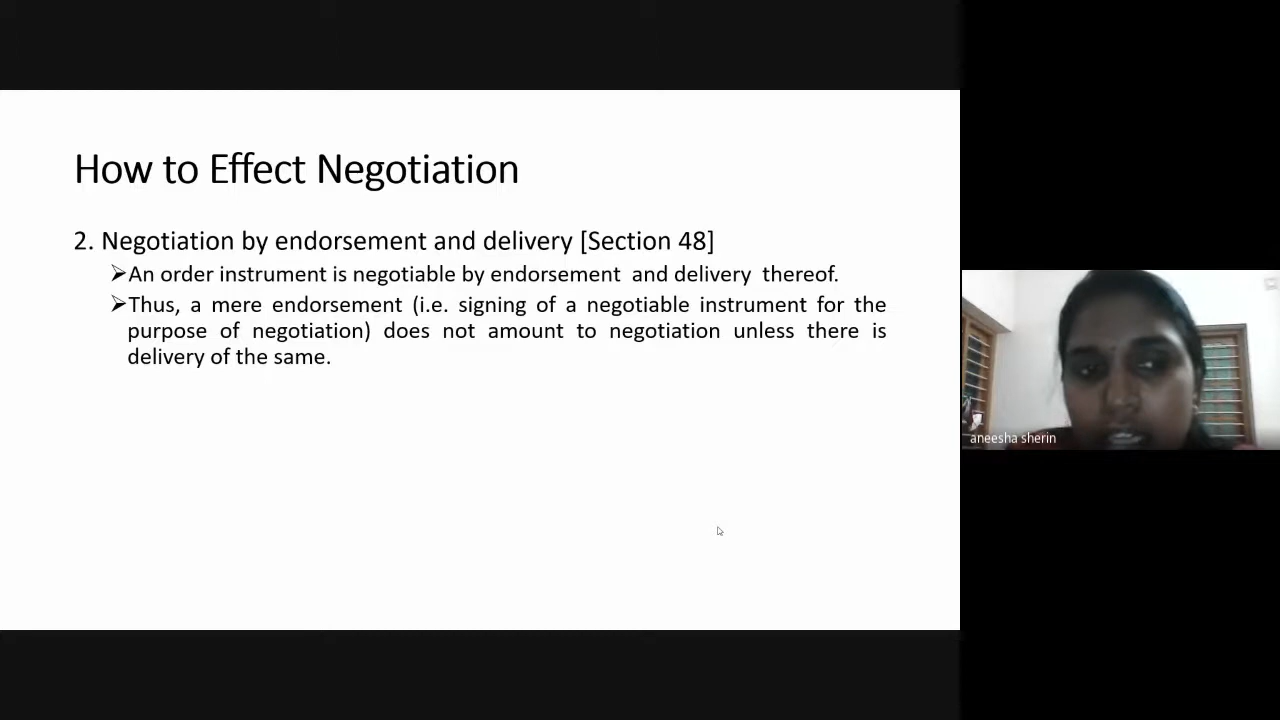 How to Effect Negotiation
2. Negotiation by endorsement and delivery [Section 48]
➢An order instrument is negotiable by endorsement and delivery thereof.
➢Thus, a mere endorsement (i.e. signing of a negotiable instrument for the
purpose of negotiation) does not amount to negotiation unless there is
delivery of the same.
aneesha sherin